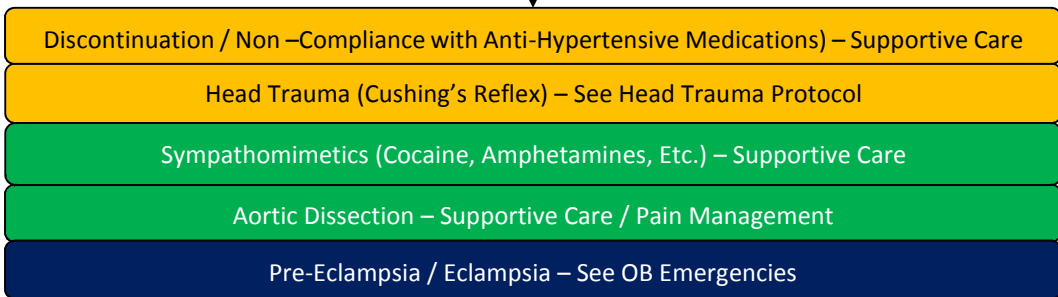 Discontinuation / Non –Compliance with Anti-Hypertensive Medications) – Supportive Care
Head Trauma (Cushing's Reflex) – See Head Trauma Protocol
Sympathomimetics (Cocaine, Amphetamines, Etc.) – Supportive Care
Aortic Dissection – Supportive Care / Pain Management
Pre-Eclampsia / Eclampsia – See OB Emergencies